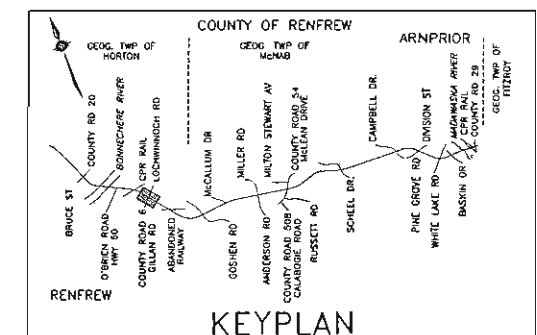 COUNTY OF RENFREW
ARNPRIOR
GEOG. TWP OF
HORTON
GEOG. TWP OF
McNAB
GEOG. TWP OF
FITZROY
COUNTY RD 20
BONNECHERE RIVER
CPR RAIL
LOCHWINNOCH RD
McCALLUM DR
MILLER RD
MILTON STEWART AV
COUNTY ROAD 54
McLEAN DRIVE
CAMPBELL DR.
DIVISION ST
MADAWASKA RIVER
CPR RAIL
COUNTY RD 29
BRUCE ST
O'BRIEN ROAD
HWY 60
COUNTY ROAD 6
GILLAN RD
ABANDONED
RAILWAY
GOSHEN RD
ANDERSON RD
COUNTY ROAD 508
CALABOGIE ROAD
RUSSETT RD
SCHEEL DR.
PINE GROVE RD
WHITE LAKE RD
BASKIN DR.
RENFREW
KEYPLAN